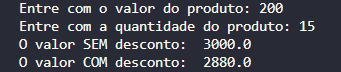 Entre com o valor do produto: 200
Entre com a quantidade do produto: 15
O valor SEM desconto:  3000.0
O valor COM desconto:  2880.0